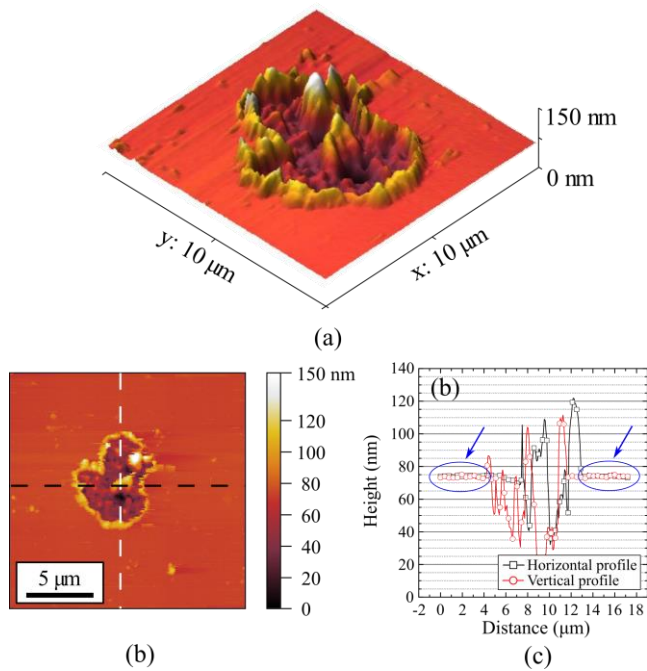 150 nm
0 nm
y: 10 μm
x: 10 μm
(a)
150 nm
120
100
80
60
40
20
0
5 μm
(b)
(b)
140
120
100
80
60
40
20
0
Height (nm)
Horizontal profile
Vertical profile
-2 0 2 4 6 8 10 12 14 16 18
Distance (μm)
(c)